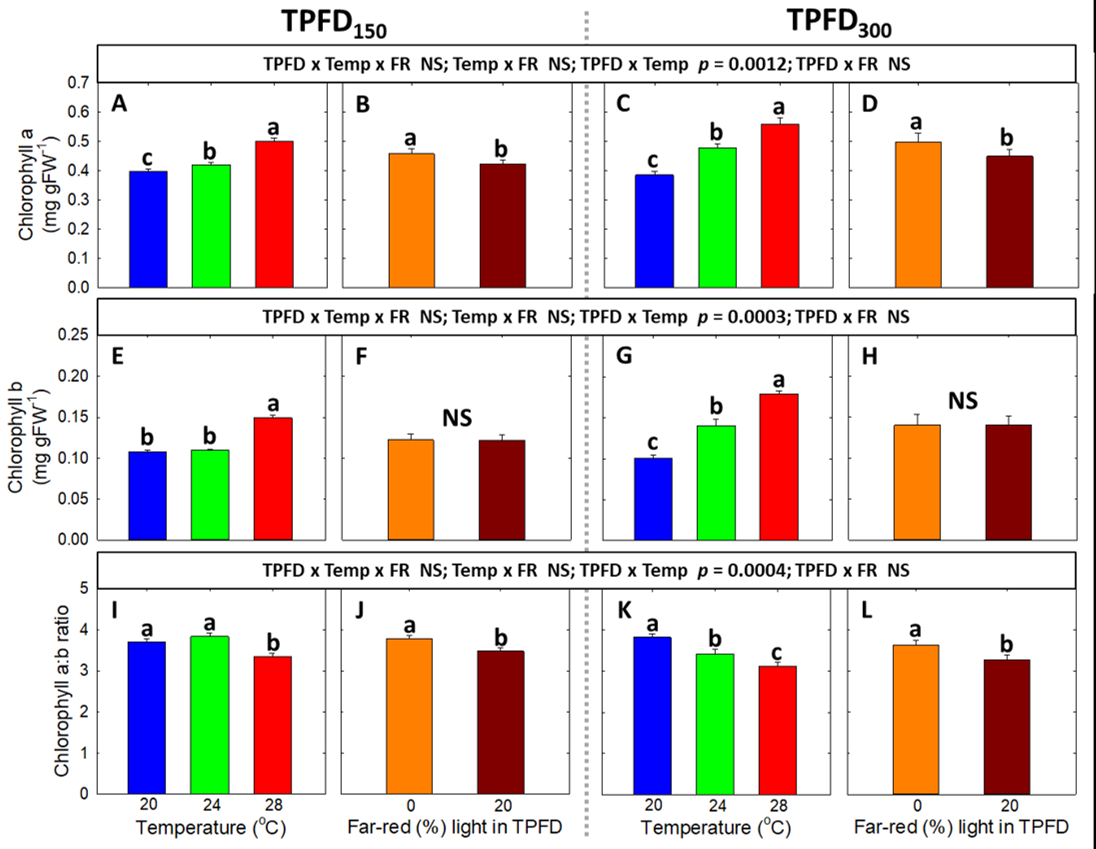 TPFD150 TPFD300
TPFD x Temp x FR NS; Temp x FR NS; TPFD x Temp p = 0.0012; TPFD x FR NS
Chlorophyll a
(mg gFW-1)
0.7
0.6
0.5
0.4
0.3
0.2
0.1
0.0
A
c b a
B
a b
C
c b a
D
a b
TPFD x Temp x FR NS; Temp x FR NS; TPFD x Temp p = 0.0003; TPFD x FR NS
Chlorophyll b
(mg gFW-1)
0.25
0.20
0.15
0.10
0.05
0.00
E
b b a
F
NS
G
c b a
H
NS
TPFD x Temp x FR NS; Temp x FR NS; TPFD x Temp p = 0.0004; TPFD x FR NS
Chlorophyll a:b ratio
5
4
3
2
1
0
I
a a b
J
a b
K
a b c
L
a b
20 24 28 0 20 20 24 28 0 20
Temperature (oC) Far-red (%) light in TPFD Temperature (oC) Far-red (%) light in TPFD